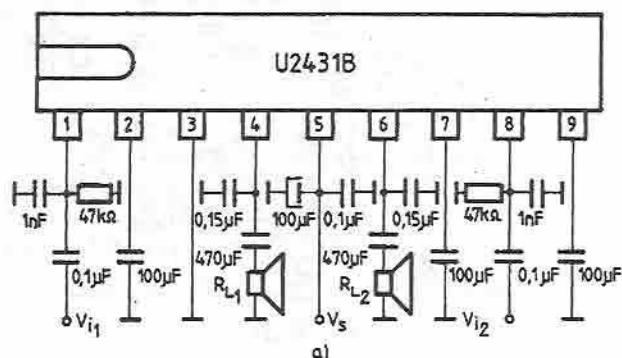 U2431B
1 2 3 4 5 6 7 8 9
1nF 47kΩ 0,15µF 100µF 0,1µF 0,15µF 47kΩ 1nF
0,1µF 100µF 470µF 470µF 100µF 0,1µF 100µF
RL1 RL2
Vi1 Vs Vi2
a)